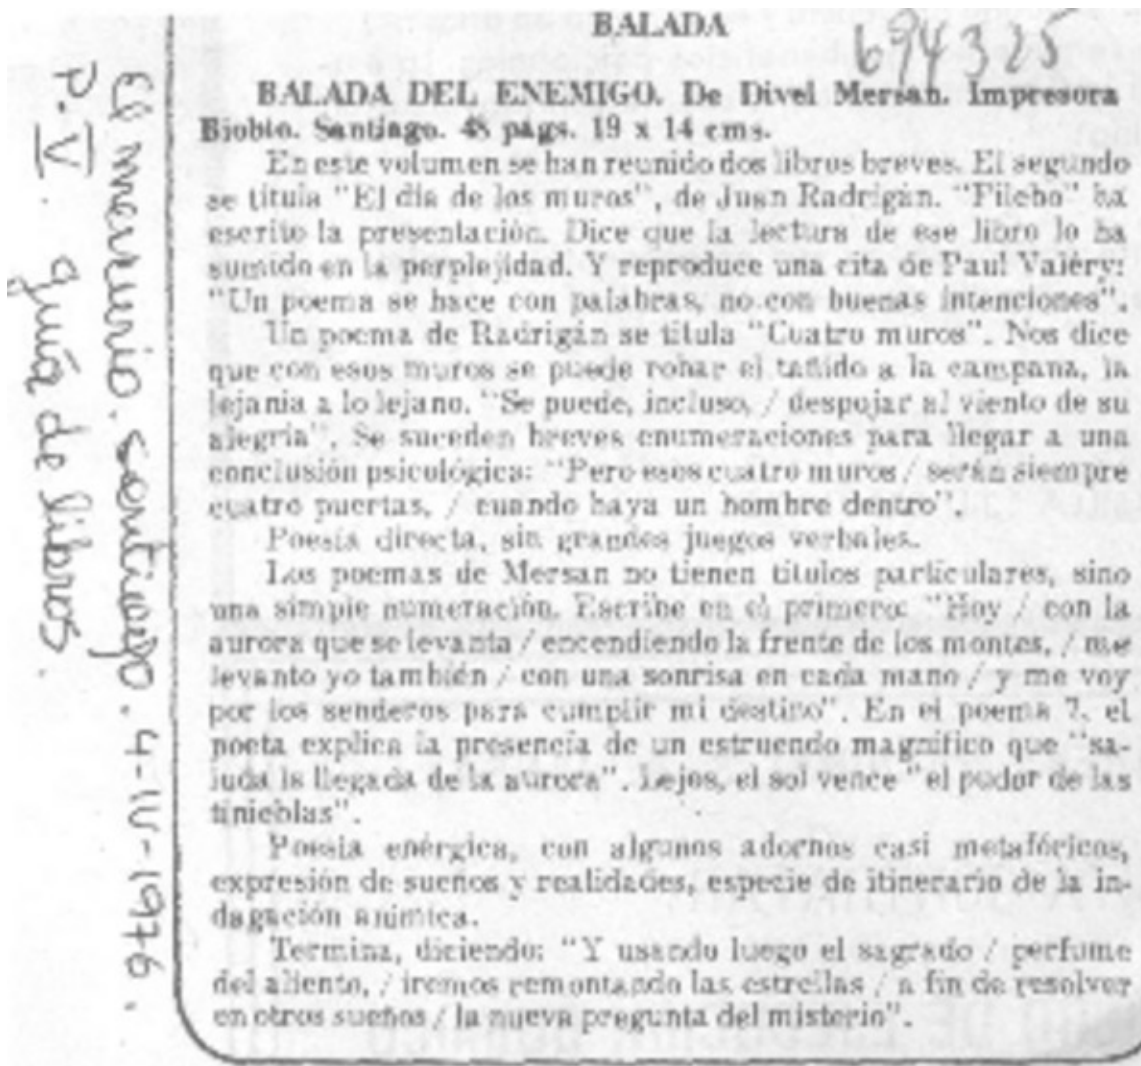 BALADA
694325
BALADA DEL ENEMIGO. De Divel Mersan. Impresora
Biobío. Santiago. 48 págs. 19 x 14 cms.
En este volumen se han reunido dos libros breves. El segundo
se titula "El día de los muros", de Juan Radrigán. "Filebo" ha
escrito la presentación. Dice que la lectura de ese libro lo ha
sumido en la perplejidad. Y reproduce una cita de Paul Valéry:
"Un poema se hace con palabras, no con buenas intenciones".
Un poema de Radrigán se titula "Cuatro muros". Nos dice
que con esos muros se puede robar el tañido a la campana, la
lejanía a lo lejano. "Se puede, incluso, / despojar al viento de su
alegría". Se suceden breves enumeraciones para llegar a una
conclusión psicológica: "Pero esos cuatro muros / serán siempre
cuatro puertas, / cuando haya un hombre dentro".
Poesía directa, sin grandes juegos verbales.
Los poemas de Mersan no tienen títulos particulares, sino
una simple numeración. Escribe en el primero: "Hoy / con la
aurora que se levanta / encendiendo la frente de los montes, / me
levanto yo también / con una sonrisa en cada mano / y me voy
por los senderos para cumplir mi destino". En el poema 7, el
poeta explica la presencia de un estruendo magnífico que "sa-
luda la llegada de la aurora". Lejos, el sol vence "el pudor de las
tinieblas".
Poesía enérgica, con algunos adornos casi metafóricos,
expresión de sueños y realidades, especie de itinerario de la in-
dagación anímica.
Termina, diciendo: "Y usando luego el sagrado / perfume
del aliento, / iremos remontando las estrellas / a fin de resolver
en otros sueños / la nueva pregunta del misterio".
El mercurio. Santiago. 4-VI-1976.
P. V. guía de libros.